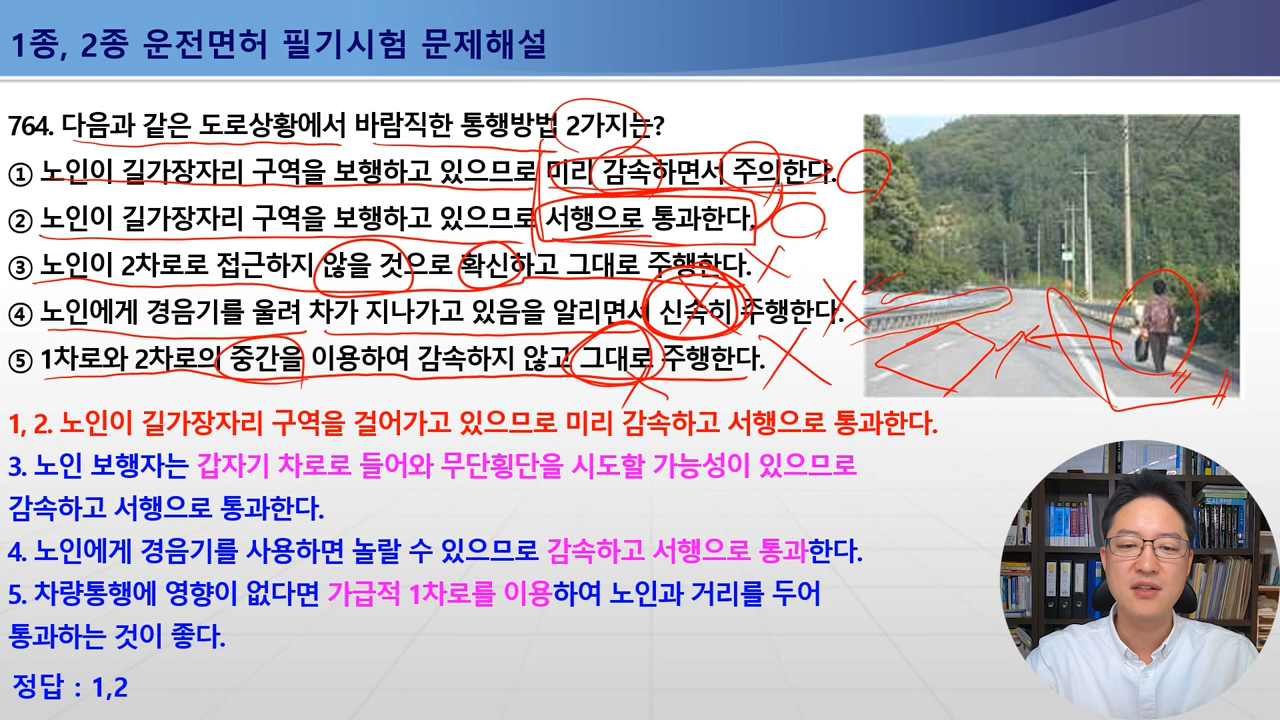 1종, 2종 운전면허 필기시험 문제해설
764. 다음과 같은 도로상황에서 바람직한 통행방법 2가지는?
① 노인이 길가장자리 구역을 보행하고 있으므로 미리 감속하면서 주의한다.
② 노인이 길가장자리 구역을 보행하고 있으므로 서행으로 통과한다.
③ 노인이 2차로로 접근하지 않을 것으로 확신하고 그대로 주행한다.
④ 노인에게 경음기를 울려 차가 지나가고 있음을 알리면서 신속히 주행한다.
⑤ 1차로와 2차로의 중간을 이용하여 감속하지 않고 그대로 주행한다.
1, 2. 노인이 길가장자리 구역을 걸어가고 있으므로 미리 감속하고 서행으로 통과한다.
3. 노인 보행자는 갑자기 차로로 들어와 무단횡단을 시도할 가능성이 있으므로
감속하고 서행으로 통과한다.
4. 노인에게 경음기를 사용하면 놀랄 수 있으므로 감속하고 서행으로 통과한다.
5. 차량통행에 영향이 없다면 가급적 1차로를 이용하여 노인과 거리를 두어
통과하는 것이 좋다.
정답 : 1,2